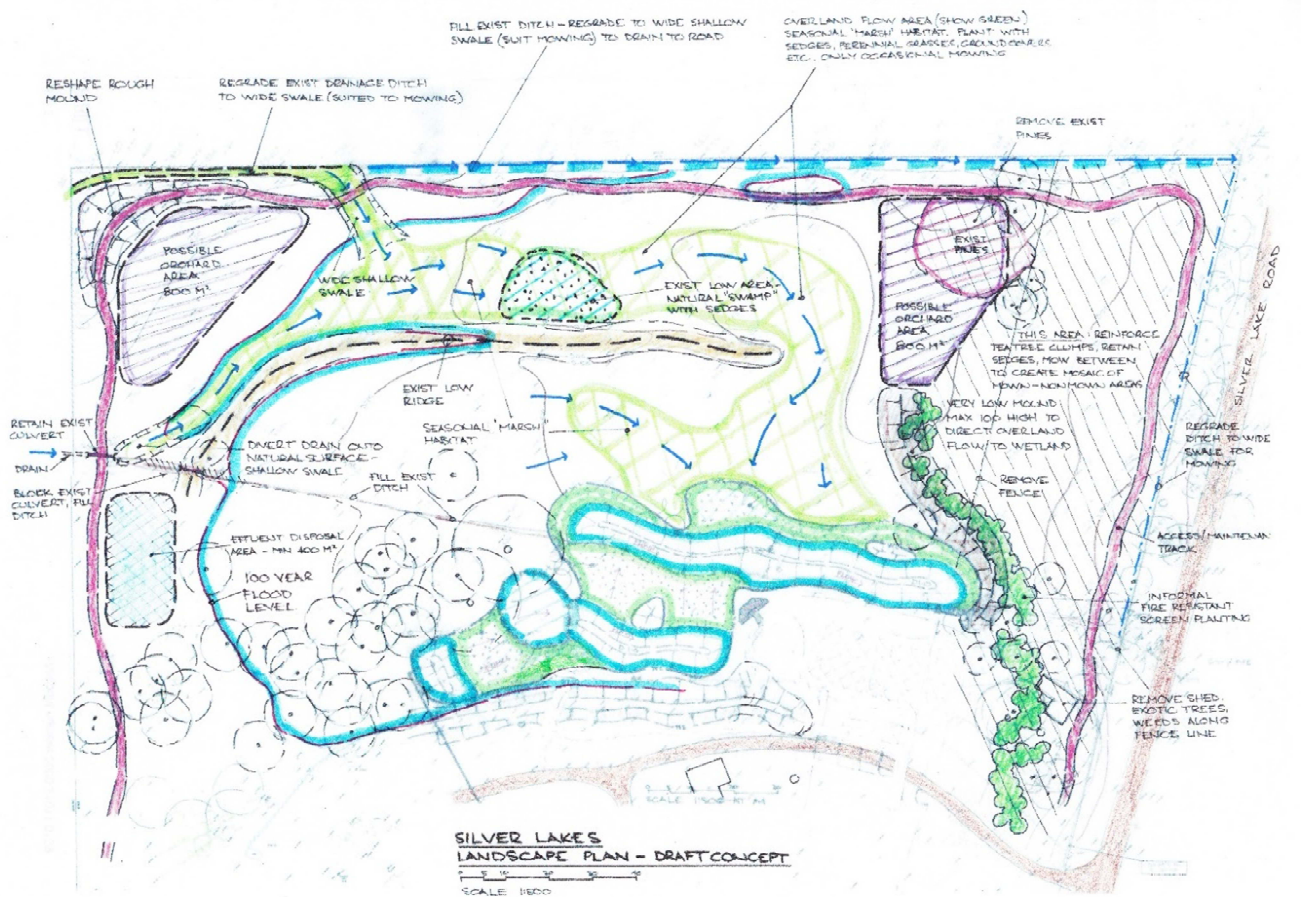 FILL EXIST DITCH - REGRADE TO WIDE SHALLOW
SWALE (SUIT MOWING) TO DRAIN TO ROAD
OVERLAND FLOW AREA (SHOW GREEN)
SEASONAL 'MARSH' HABITAT. PLANT WITH
SEDGES, PERENNIAL GRASSES, GROUND COVERS
ETC. ONLY OCCASIONAL MOWING
RESHAPE ROUGH
MOUND
REGRADE EXIST DRAINAGE DITCH
TO WIDE SWALE (SUITED TO MOWING)
REMOVE EXIST
PINES
POSSIBLE
ORCHARD
AREA
800 M²
WIDE SHALLOW
SWALE
EXIST LOW AREA -
NATURAL "SWAMP"
WITH SEDGES
EXIST
PINES
POSSIBLE
ORCHARD
AREA
800 M²
SILVER LAKE ROAD
THIS AREA: REINFORCE
TEATREE CLUMPS, RETAIN
SEDGES, MOW BETWEEN
TO CREATE MOSAIC OF
MOWN - NON MOWN AREAS
EXIST LOW
RIDGE
SEASONAL "MARSH"
HABITAT
VERY LOW MOUND
MAX 100 HIGH TO
DIRECT OVERLAND
FLOW TO WETLAND
RETAIN EXIST
CULVERT
DRAIN
DIVERT DRAIN ONTO
NATURAL SURFACE -
SHALLOW SWALE
REGRADE
DITCH TO WIDE
SWALE FOR
MOWING
BLOCK EXIST
CULVERT, FILL
DITCH
FILL EXIST
DITCH
REMOVE
FENCE
EFFLUENT DISPOSAL
AREA - MIN 400 M²
100 YEAR
FLOOD
LEVEL
ACCESS/MAINTENAN
TRACK
INFORMAL
FIRE RESISTANT
SCREEN PLANTING
REMOVE SHED,
EXOTIC TREES,
WEEDS ALONG
FENCE LINE
SILVER LAKES
LANDSCAPE PLAN - DRAFT CONCEPT
SCALE 1:500